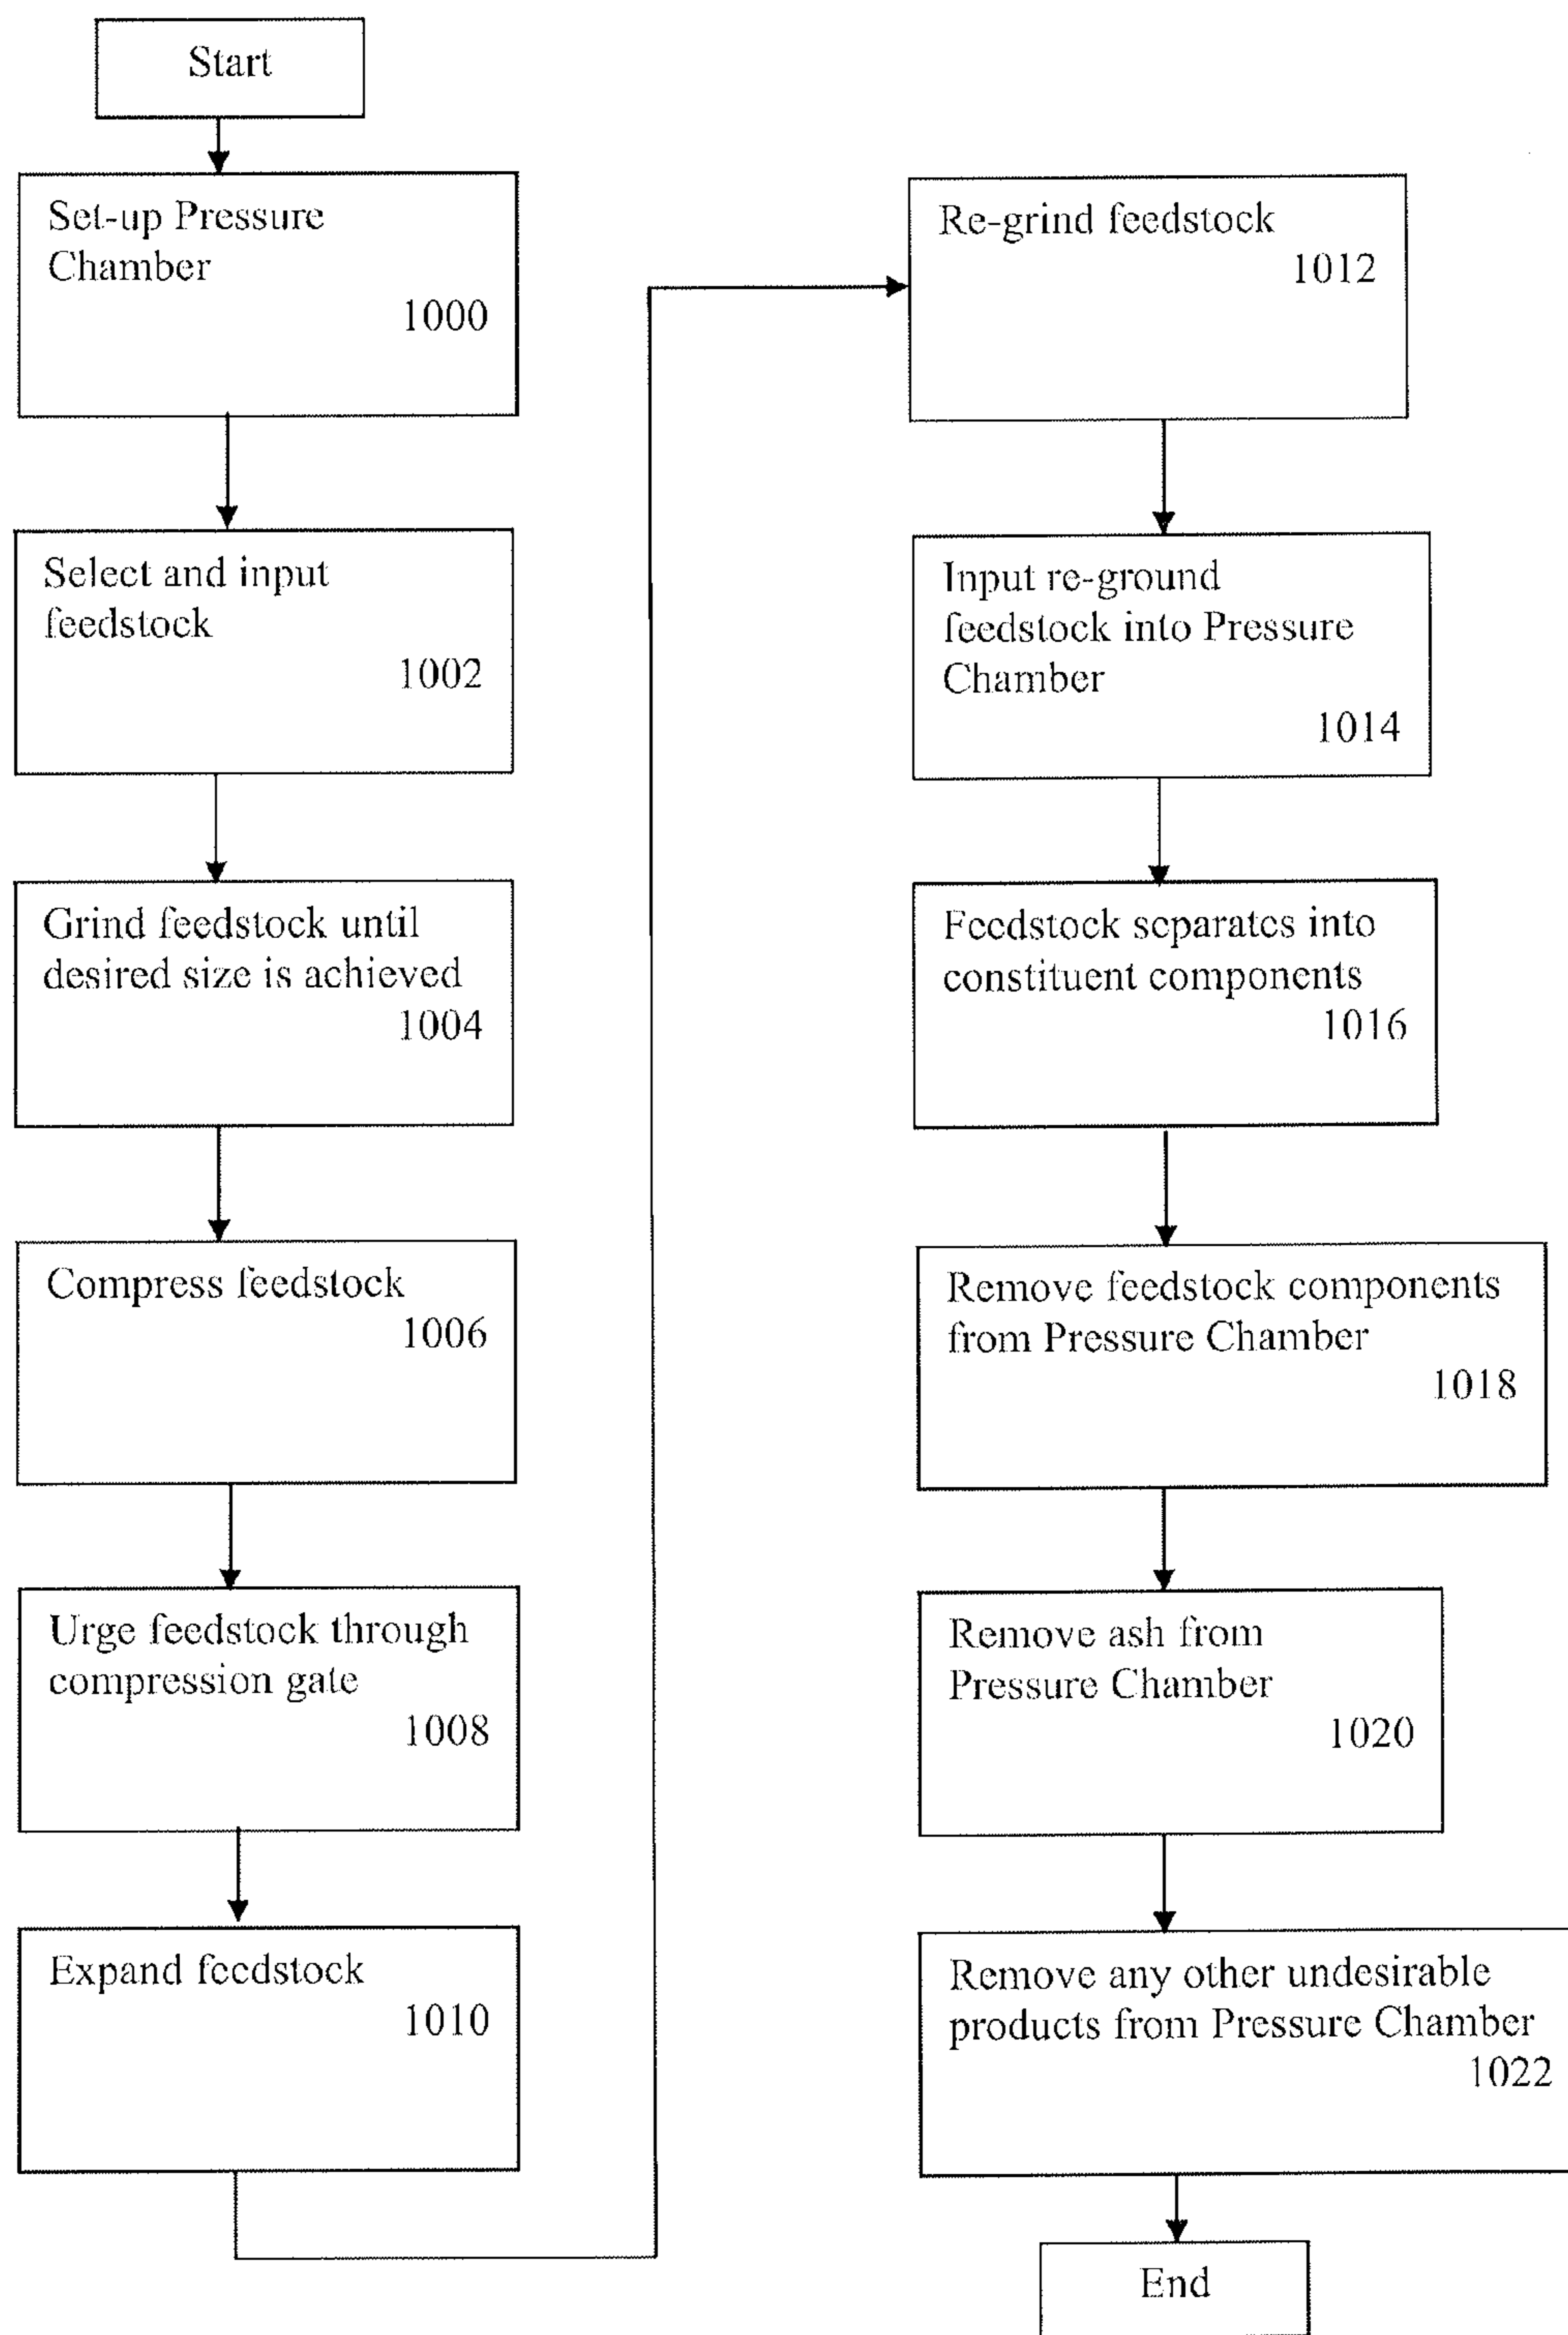 Start
Set-up Pressure
Chamber
1000
Select and input
feedstock
1002
Grind feedstock until
desired size is achieved
1004
Compress feedstock
1006
Urge feedstock through
compression gate
1008
Expand feedstock
1010
Re-grind feedstock
1012
Input re-ground
feedstock into Pressure
Chamber
1014
Feedstock separates into
constituent components
1016
Remove feedstock components
from Pressure Chamber
1018
Remove ash from
Pressure Chamber
1020
Remove any other undesirable
products from Pressure Chamber
1022
End